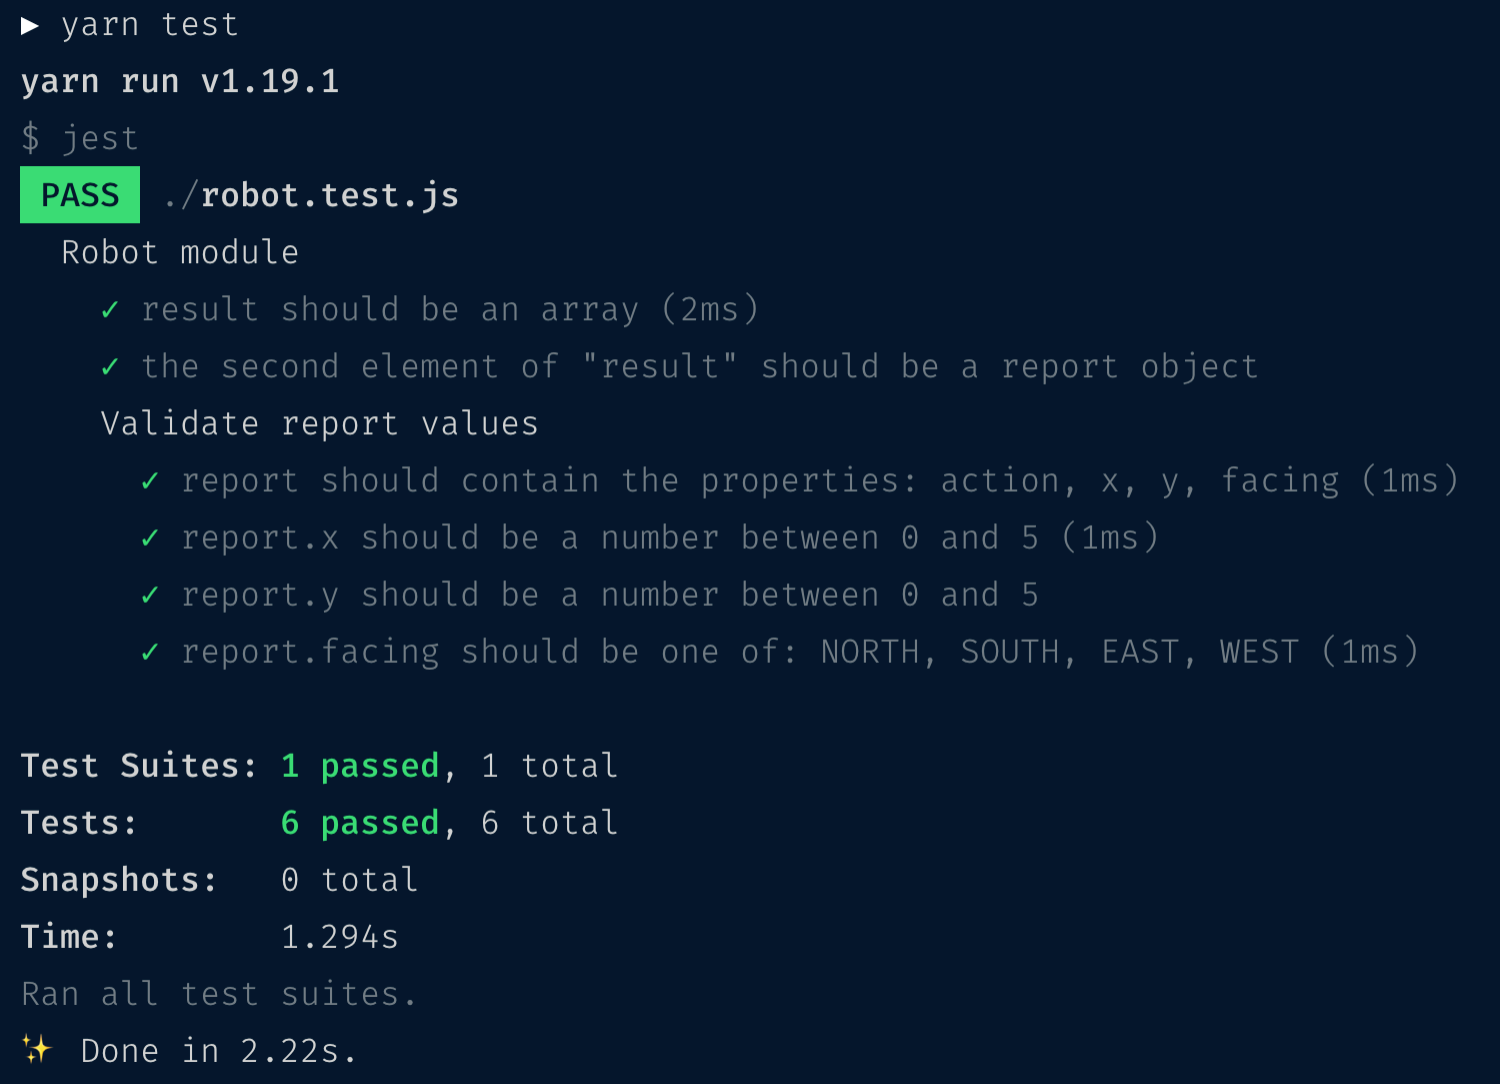 ▶ yarn test
yarn run v1.19.1
$ jest
PASS ./robot.test.js
Robot module
✓ result should be an array (2ms)
✓ the second element of "result" should be a report object
Validate report values
✓ report should contain the properties: action, x, y, facing (1ms)
✓ report.x should be a number between 0 and 5 (1ms)
✓ report.y should be a number between 0 and 5
✓ report.facing should be one of: NORTH, SOUTH, EAST, WEST (1ms)
Test Suites: 1 passed, 1 total
Tests: 6 passed, 6 total
Snapshots: 0 total
Time: 1.294s
Ran all test suites.
✨ Done in 2.22s.